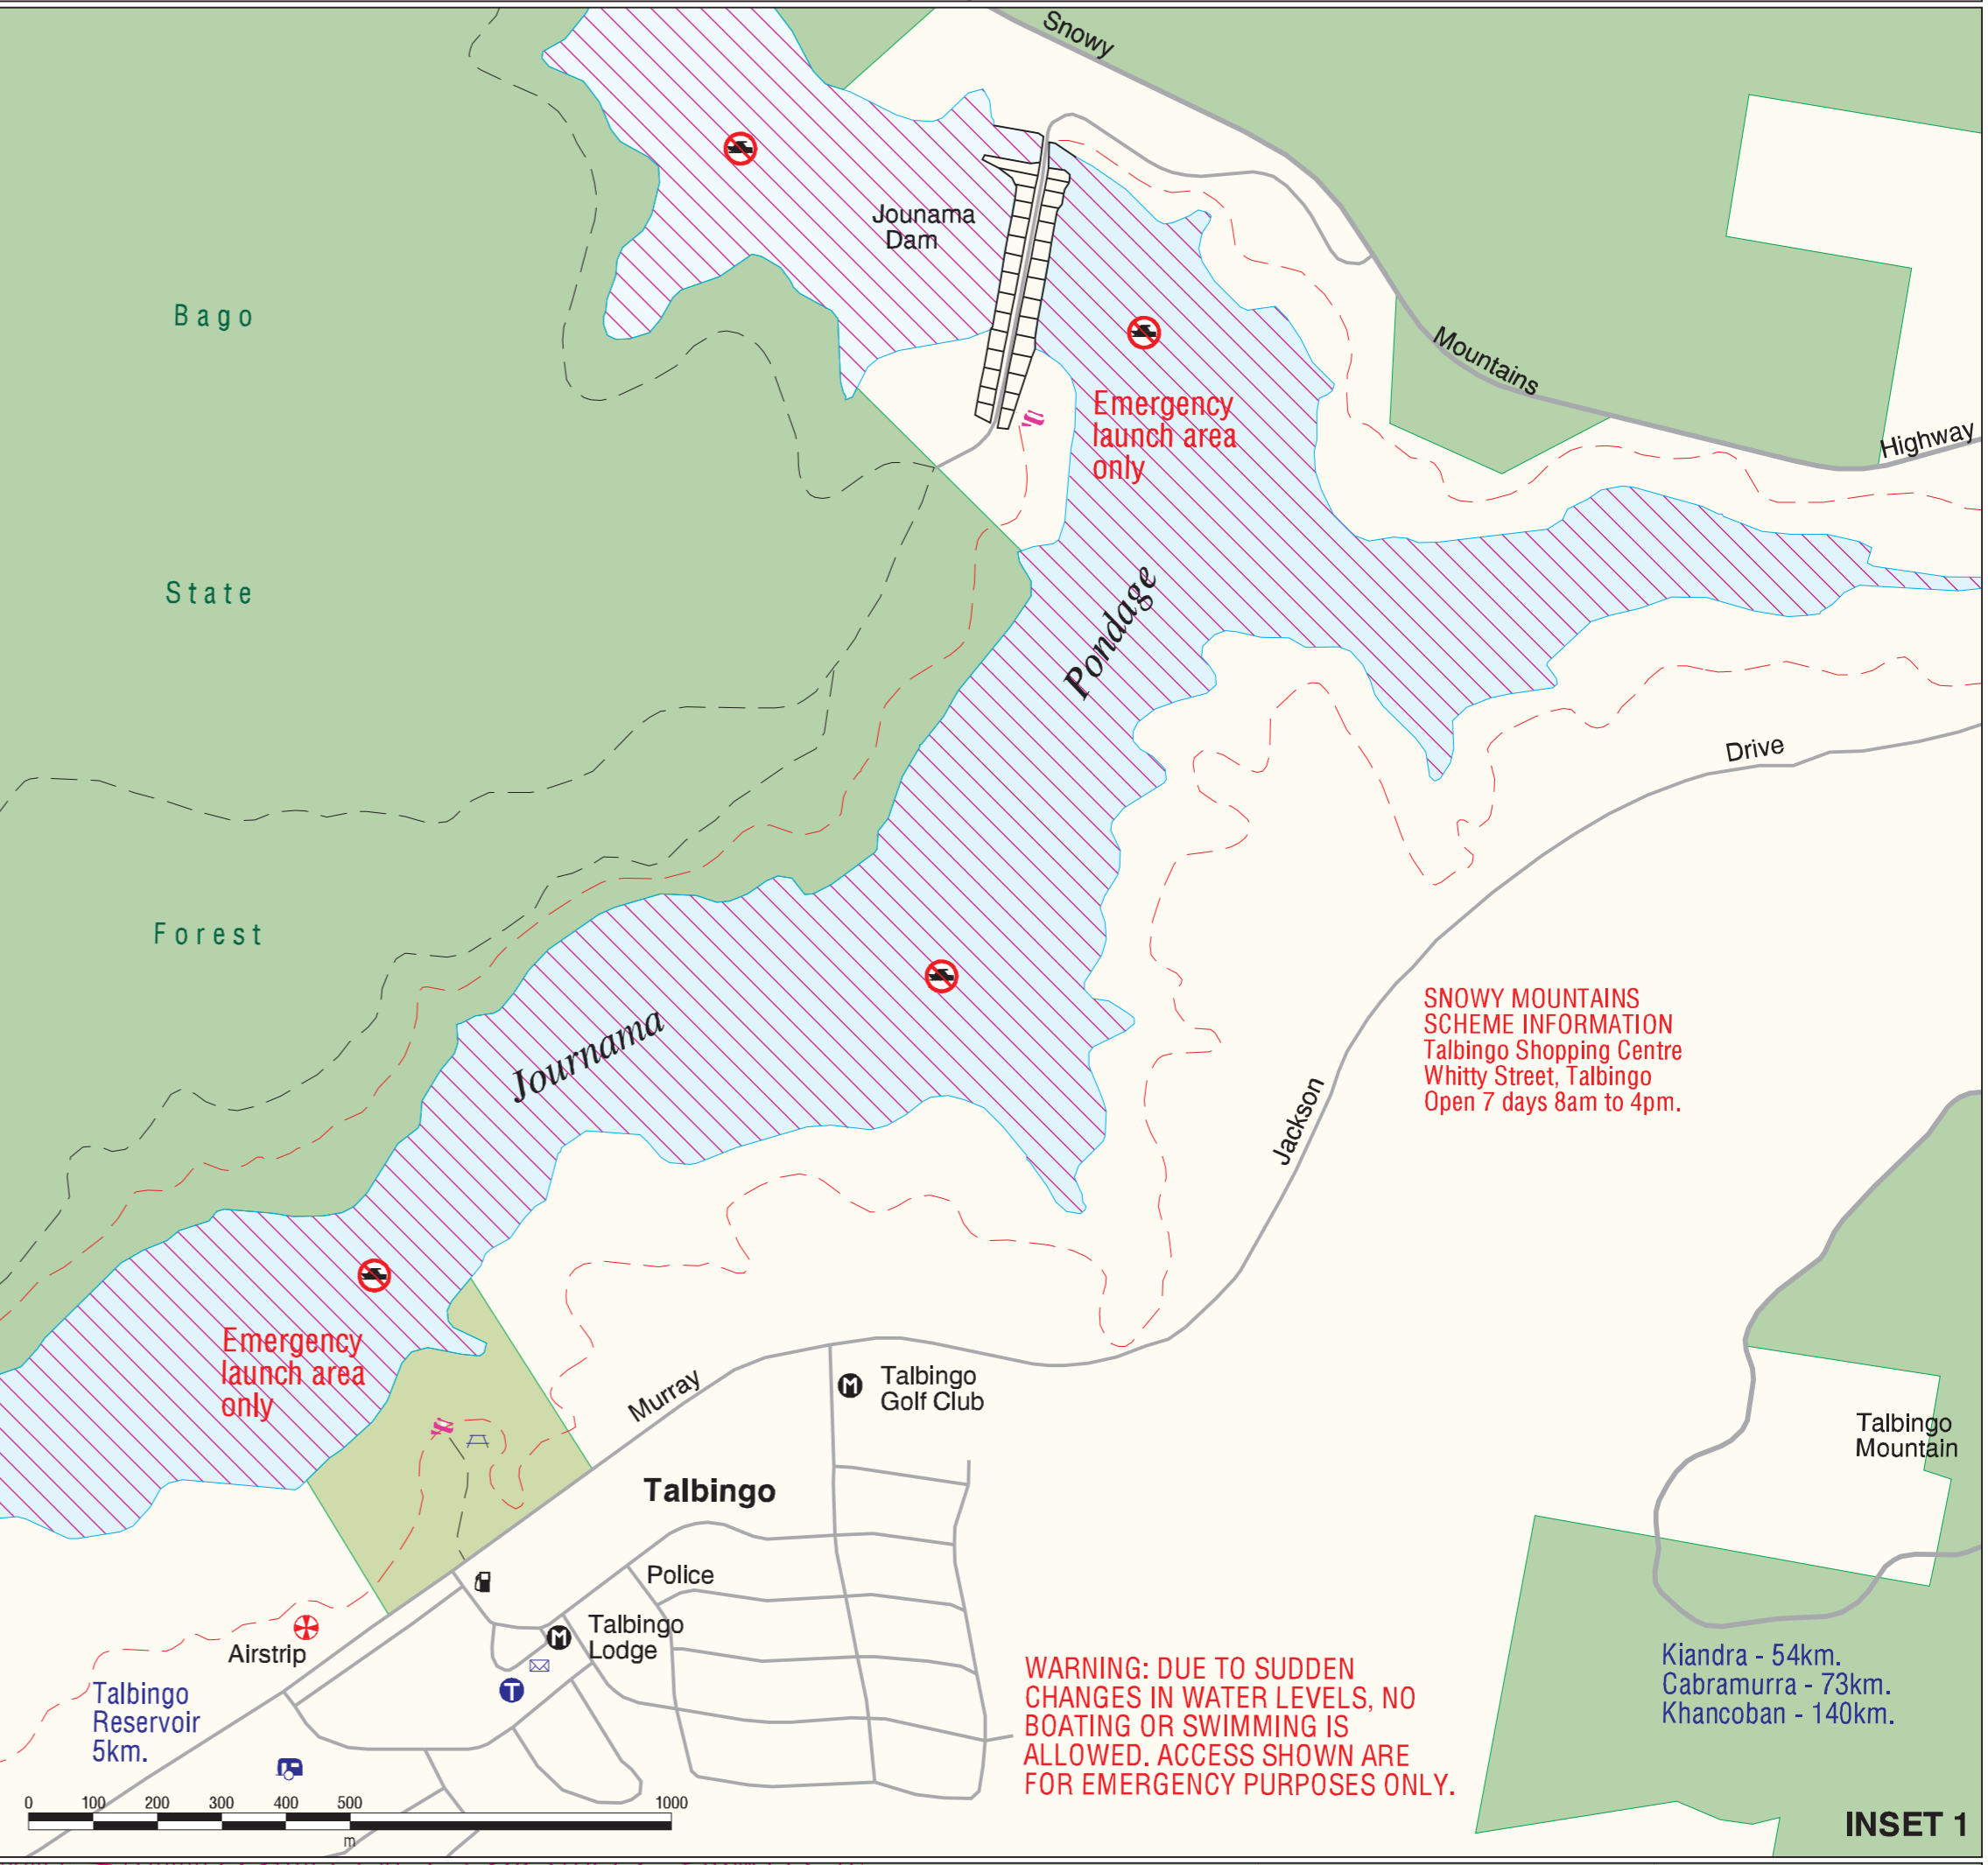 Snowy
Jounama
Dam
Bago
Mountains
Emergency
launch area
only
Highway
State
Pondage
Drive
Forest
SNOWY MOUNTAINS
SCHEME INFORMATION
Talbingo Shopping Centre
Whitty Street, Talbingo
Open 7 days 8am to 4pm.
Journama
Jackson
Emergency
launch area
only
Murray
M
Talbingo
Golf Club
Talbingo
Mountain
Talbingo
Police
M
Talbingo
Lodge
T
Airstrip
Talbingo
Reservoir
5km.
WARNING: DUE TO SUDDEN
CHANGES IN WATER LEVELS, NO
BOATING OR SWIMMING IS
ALLOWED. ACCESS SHOWN ARE
FOR EMERGENCY PURPOSES ONLY.
Kiandra - 54km.
Cabramurra - 73km.
Khancoban - 140km.
0 100 200 300 400 500 1000
m
INSET 1